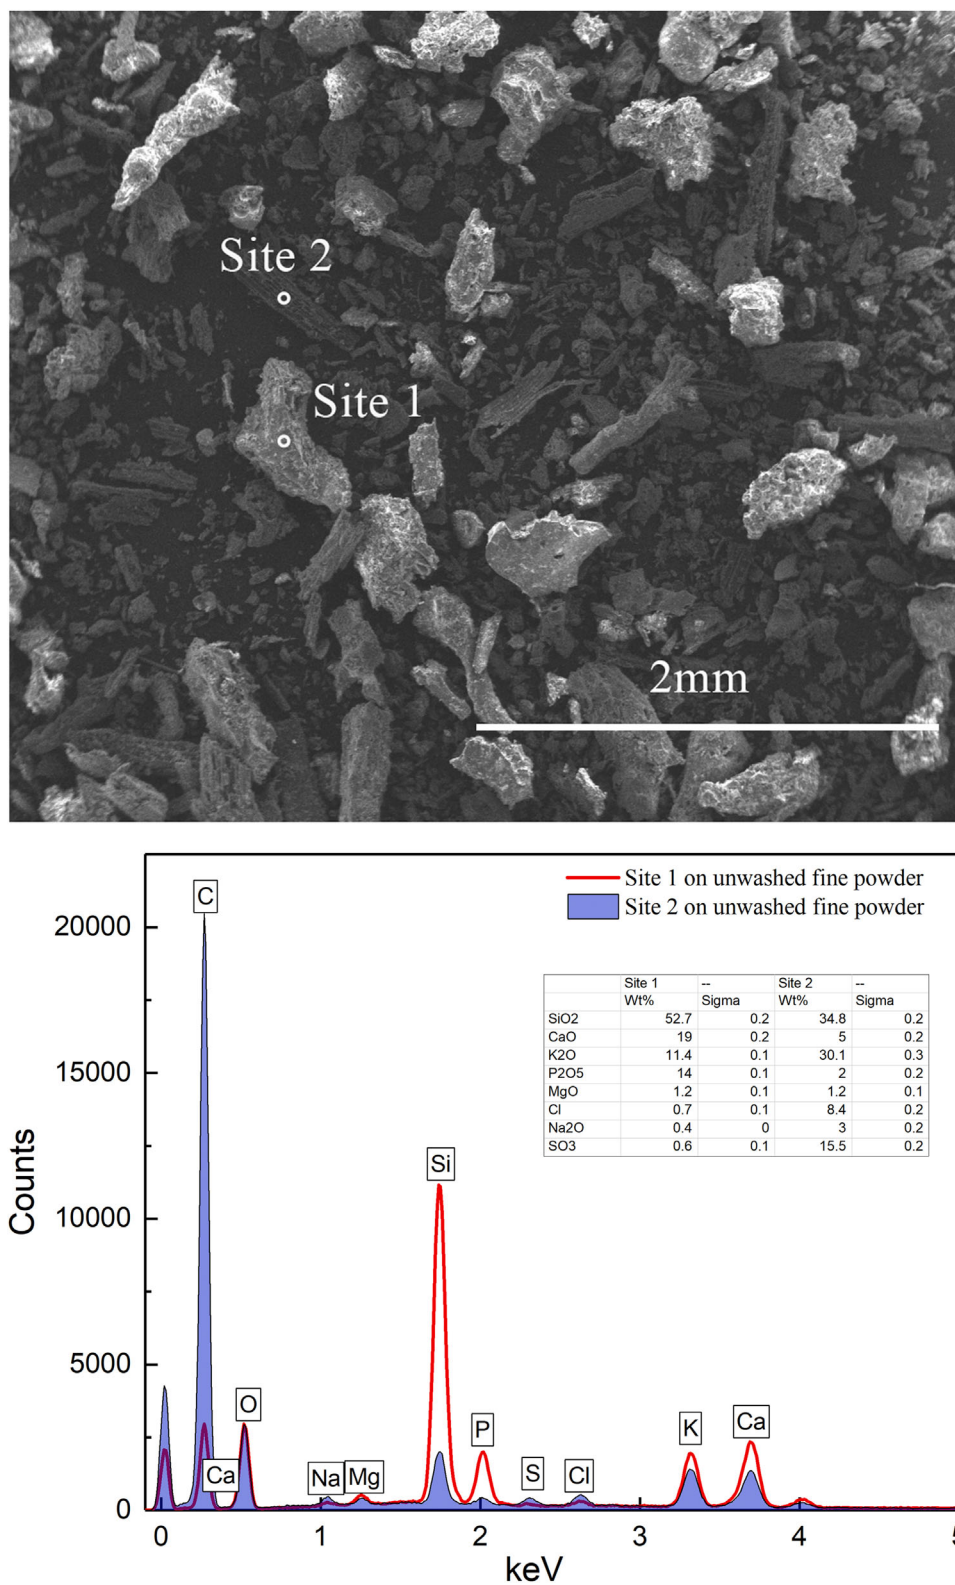 Site 2
Site 1
2mm
Site 1 on unwashed fine powder
Site 2 on unwashed fine powder
Site 1 -- Site 2 --
Wt% Sigma Wt% Sigma
SiO2 52.7 0.2 34.8 0.2
CaO 19 0.2 5 0.2
K2O 11.4 0.1 30.1 0.3
P2O5 14 0.1 2 0.2
MgO 1.2 0.1 1.2 0.1
Cl 0.7 0.1 8.4 0.2
Na2O 0.4 0 3 0.2
SO3 0.6 0.1 15.5 0.2
C
Si
O
P
Ca
Na
Mg
S
Cl
K
Ca
Counts
20000
15000
10000
5000
0
0 1 2 3 4 5
keV